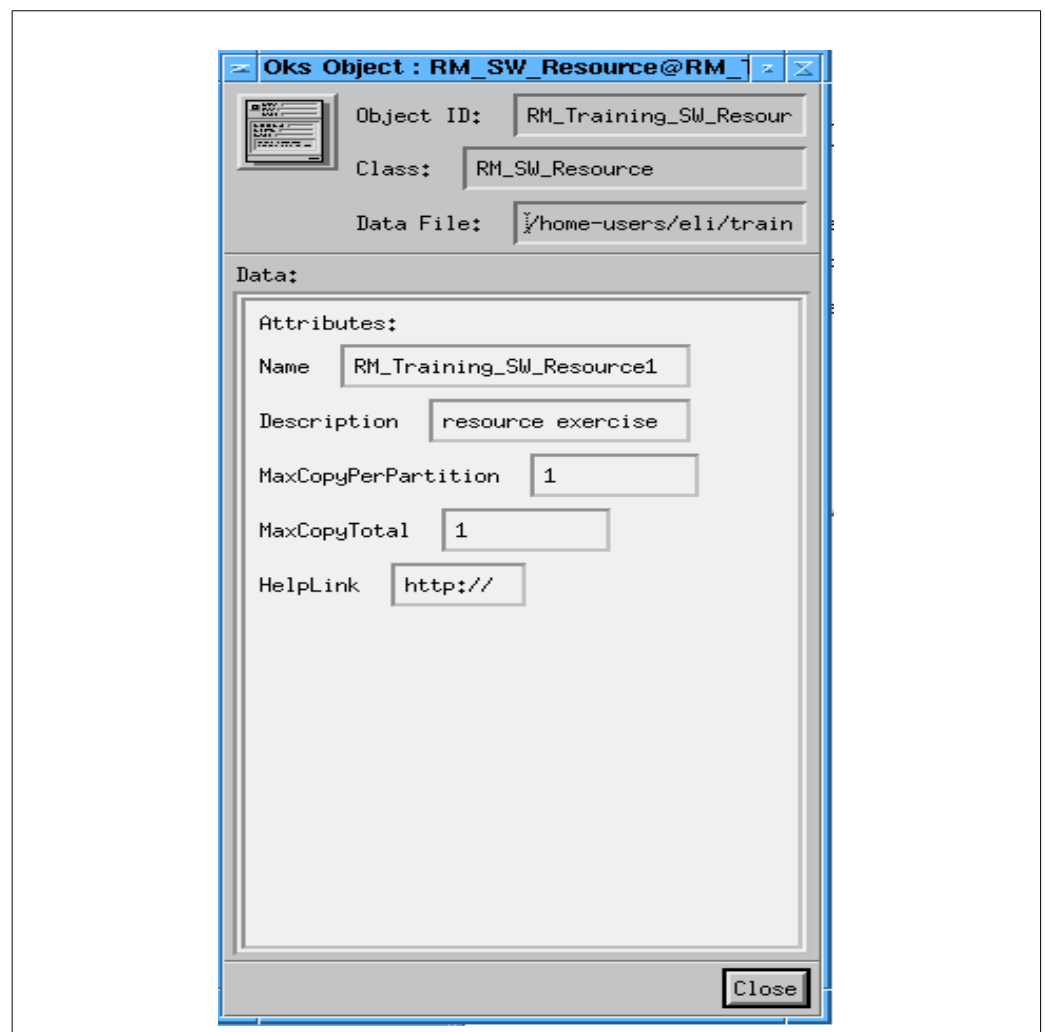 Oks Object : RM_SW_Resource@RM_T
Object ID: RM_Training_SW_Resour
Class: RM_SW_Resource
Data File: /home-users/eli/train
Data:
Attributes:
Name RM_Training_SW_Resource1
Description resource exercise
MaxCopyPerPartition 1
MaxCopyTotal 1
HelpLink http://
Close